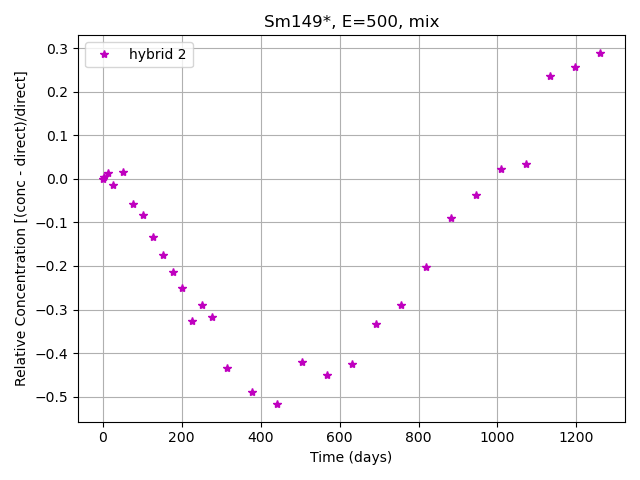 Sm149*, E=500, mix
hybrid 2
Relative Concentration [(conc - direct)/direct]
0.3
0.2
0.1
0.0
−0.1
−0.2
−0.3
−0.4
−0.5
0 200 400 600 800 1000 1200
Time (days)